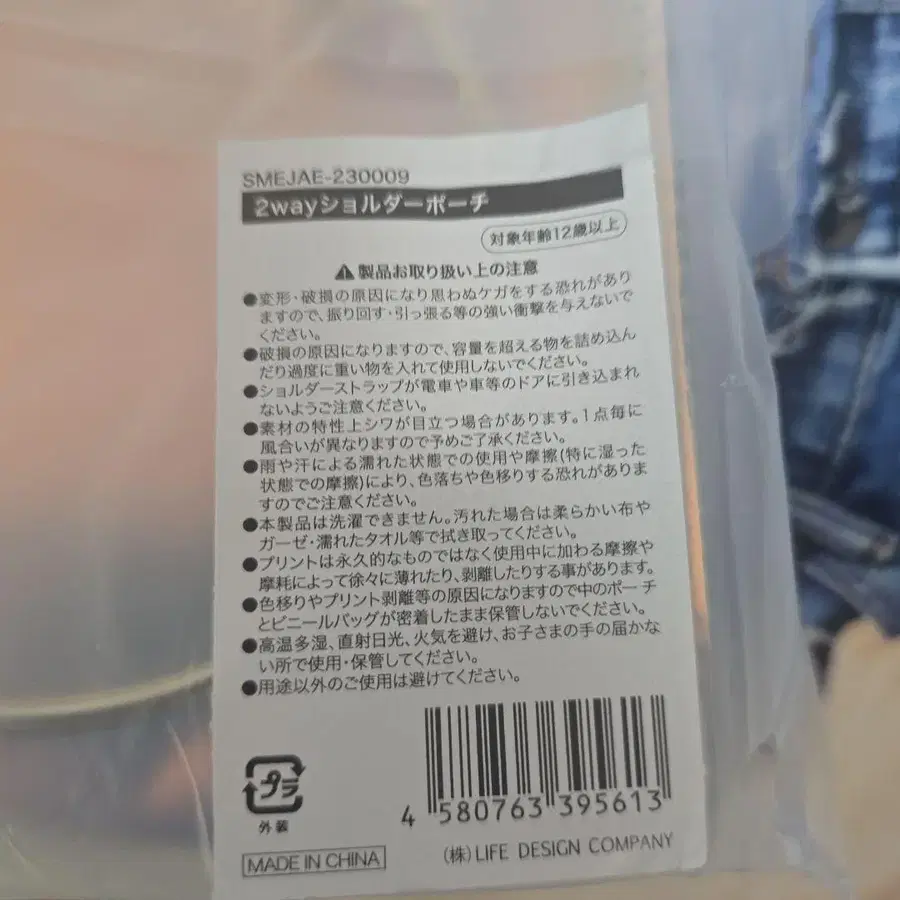 SMEJAE-230009
2wayショルダーポーチ
対象年齢12歳以上
⚠製品お取り扱い上の注意
●変形・破損の原因になり思わぬケガをする恐れがあり
ますので、振り回す・引っ張る等の強い衝撃を与えないで
ください。
●破損の原因になりますので、容量を超える物を詰め込ん
だり過度に重い物を入れて使用しないでください。
●ショルダーストラップが電車や車等のドアに引き込まれ
ないようご注意ください。
●素材の特性上シワが目立つ場合があります。1点毎に
風合いが異なりますので予めご了承ください。
●雨や汗による濡れた状態での使用や摩擦(特に湿った
状態での摩擦)により、色落ちや色移りする恐れがありま
すのでご注意ください。
●本製品は洗濯できません。汚れた場合は柔らかい布や
ガーゼ・濡れたタオル等で拭き取ってください。
●プリントは永久的なものではなく使用中に加わる摩擦や
摩耗によって徐々に薄れたり、剥離したりする事があります。
●色移りやプリント剥離等の原因になりますので中のポーチ
とビニールバッグが密着したまま保管しないでください。
●高温多湿、直射日光、火気を避け、お子さまの手の届かな
い所で使用・保管してください。
●用途以外のご使用は避けてください。
プラ
外装
4 580763 395613
MADE IN CHINA
(株)LIFE DESIGN COMPANY